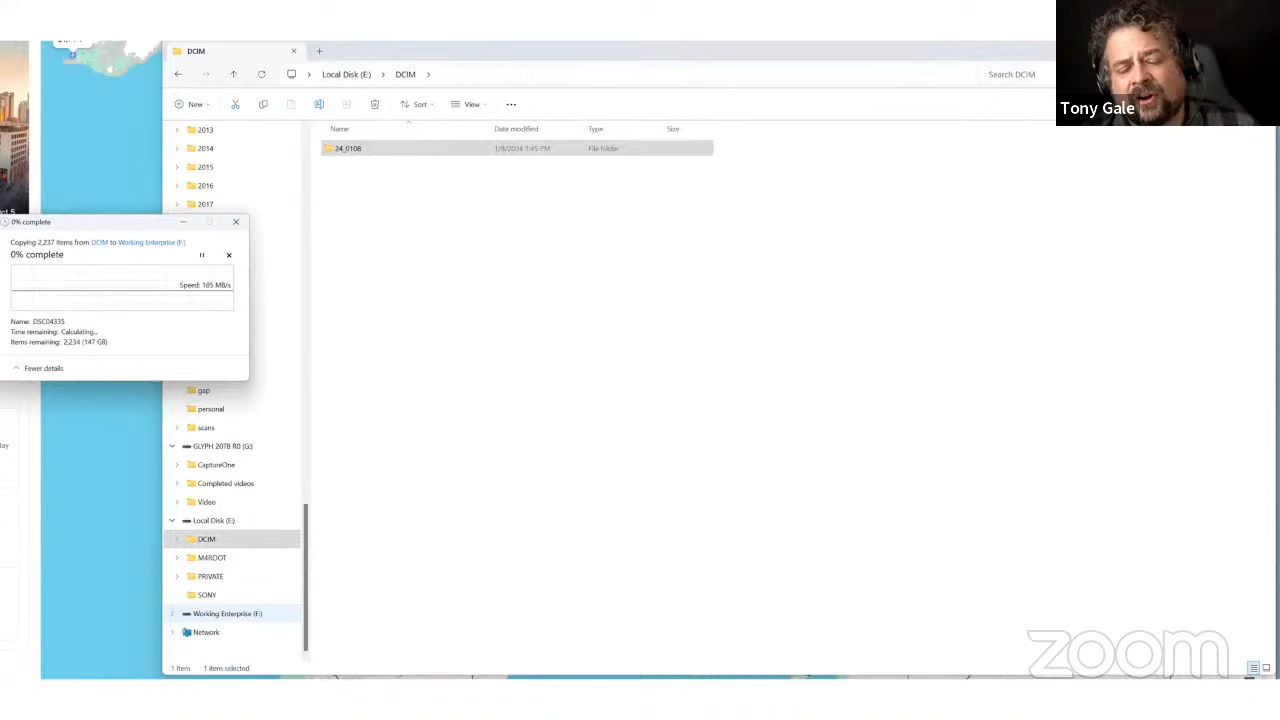 DCIM
Local Disk (E:)
DCIM
Search DCIM
Tony Gale
New
Sort
View
Name
Date modified
Type
Size
2013
24_0108
1/8/2024 1:45 PM
File folder
2014
2015
2016
2017
0% complete
Copying 2,237 items from DCIM to Working Enterprise (F:)
0% complete
Speed: 185 MB/s
Name: DSC04335
Time remaining: Calculating...
Items remaining: 2,234 (147 GB)
Fewer details
gap
personal
scans
GLYPH 20TB R0 (G:)
CaptureOne
Completed videos
Video
Local Disk (E:)
DCIM
M4ROOT
PRIVATE
SONY
Working Enterprise (F:)
Network
1 item
1 item selected
zoom